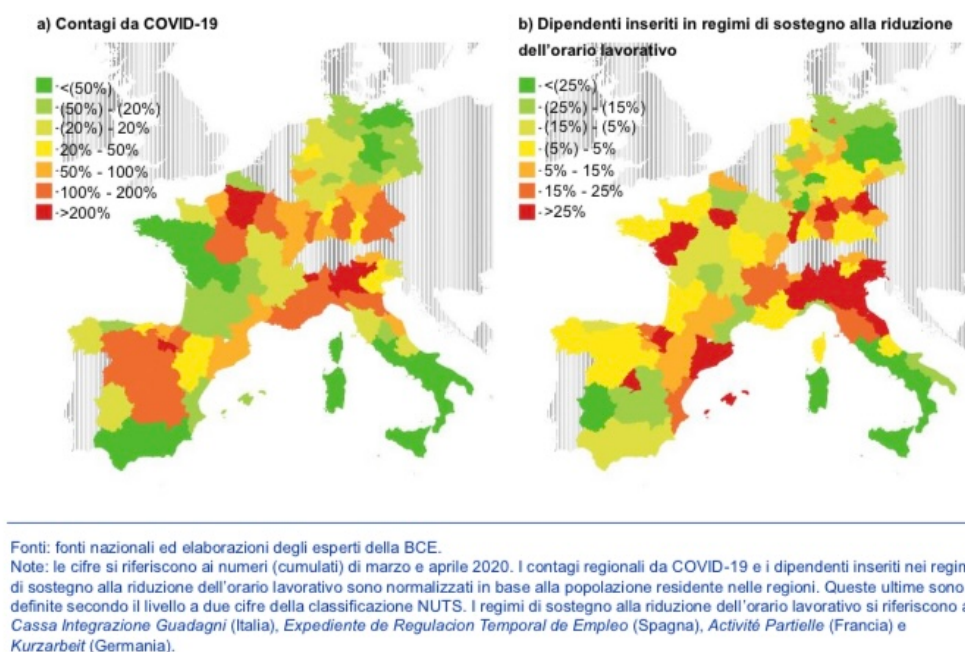 a) Contagi da COVID-19
<(50%)
(50%) - (20%)
(20%) - 20%
20% - 50%
50% - 100%
100% - 200%
>200%
b) Dipendenti inseriti in regimi di sostegno alla riduzione
dell'orario lavorativo
<(25%)
(25%) - (15%)
(15%) - (5%)
(5%) - 5%
5% - 15%
15% - 25%
>25%
Fonti: fonti nazionali ed elaborazioni degli esperti della BCE.
Note: le cifre si riferiscono ai numeri (cumulati) di marzo e aprile 2020. I contagi regionali da COVID-19 e i dipendenti inseriti nei regim
di sostegno alla riduzione dell'orario lavorativo sono normalizzati in base alla popolazione residente nelle regioni. Queste ultime sono
definite secondo il livello a due cifre della classificazione NUTS. I regimi di sostegno alla riduzione dell'orario lavorativo si riferiscono a
Cassa Integrazione Guadagni (Italia), Expediente de Regulacion Temporal de Empleo (Spagna), Activité Partielle (Francia) e
Kurzarbeit (Germania).